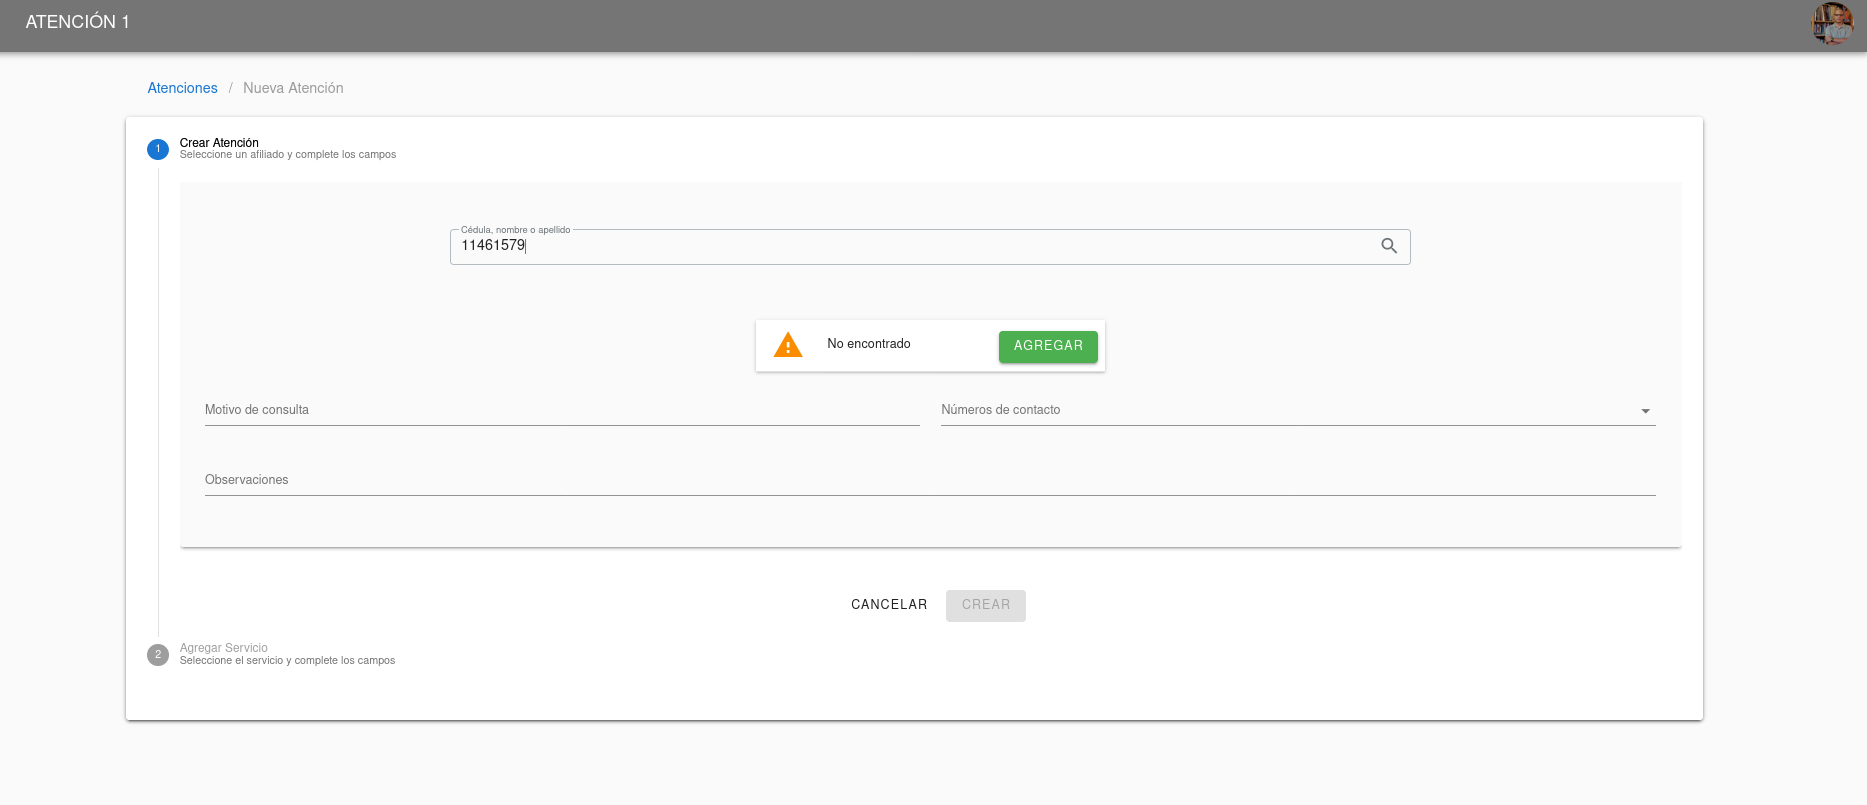 ATENCIÓN 1
Atenciones / Nueva Atención
1 Crear Atención
Seleccione un afiliado y complete los campos
Cédula, nombre o apellido
11461579
No encontrado AGREGAR
Motivo de consulta Números de contacto
Observaciones
CANCELAR CREAR
2 Agregar Servicio
Seleccione el servicio y complete los campos